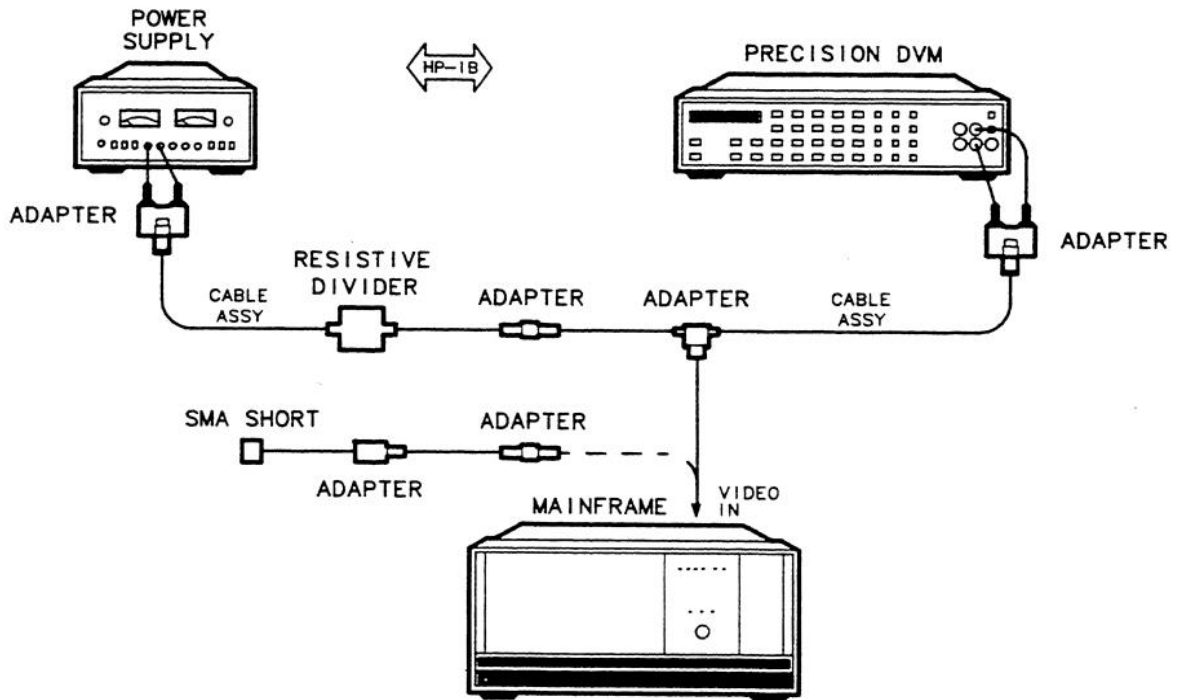 POWER
SUPPLY
HP-IB
PRECISION DVM
ADAPTER
ADAPTER
RESISTIVE
DIVIDER
CABLE
ASSY
ADAPTER
ADAPTER
CABLE
ASSY
SMA SHORT
ADAPTER
ADAPTER
MAINFRAME
VIDEO
IN